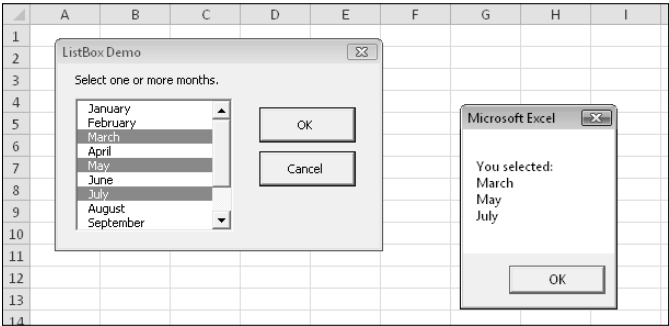 A B C D E F G H I
1
2
3
4
5
6
7
8
9
10
11
12
13
14
ListBox Demo
Select one or more months.
January
February
March
April
May
June
July
August
September
OK
Cancel
Microsoft Excel
You selected:
March
May
July
OK